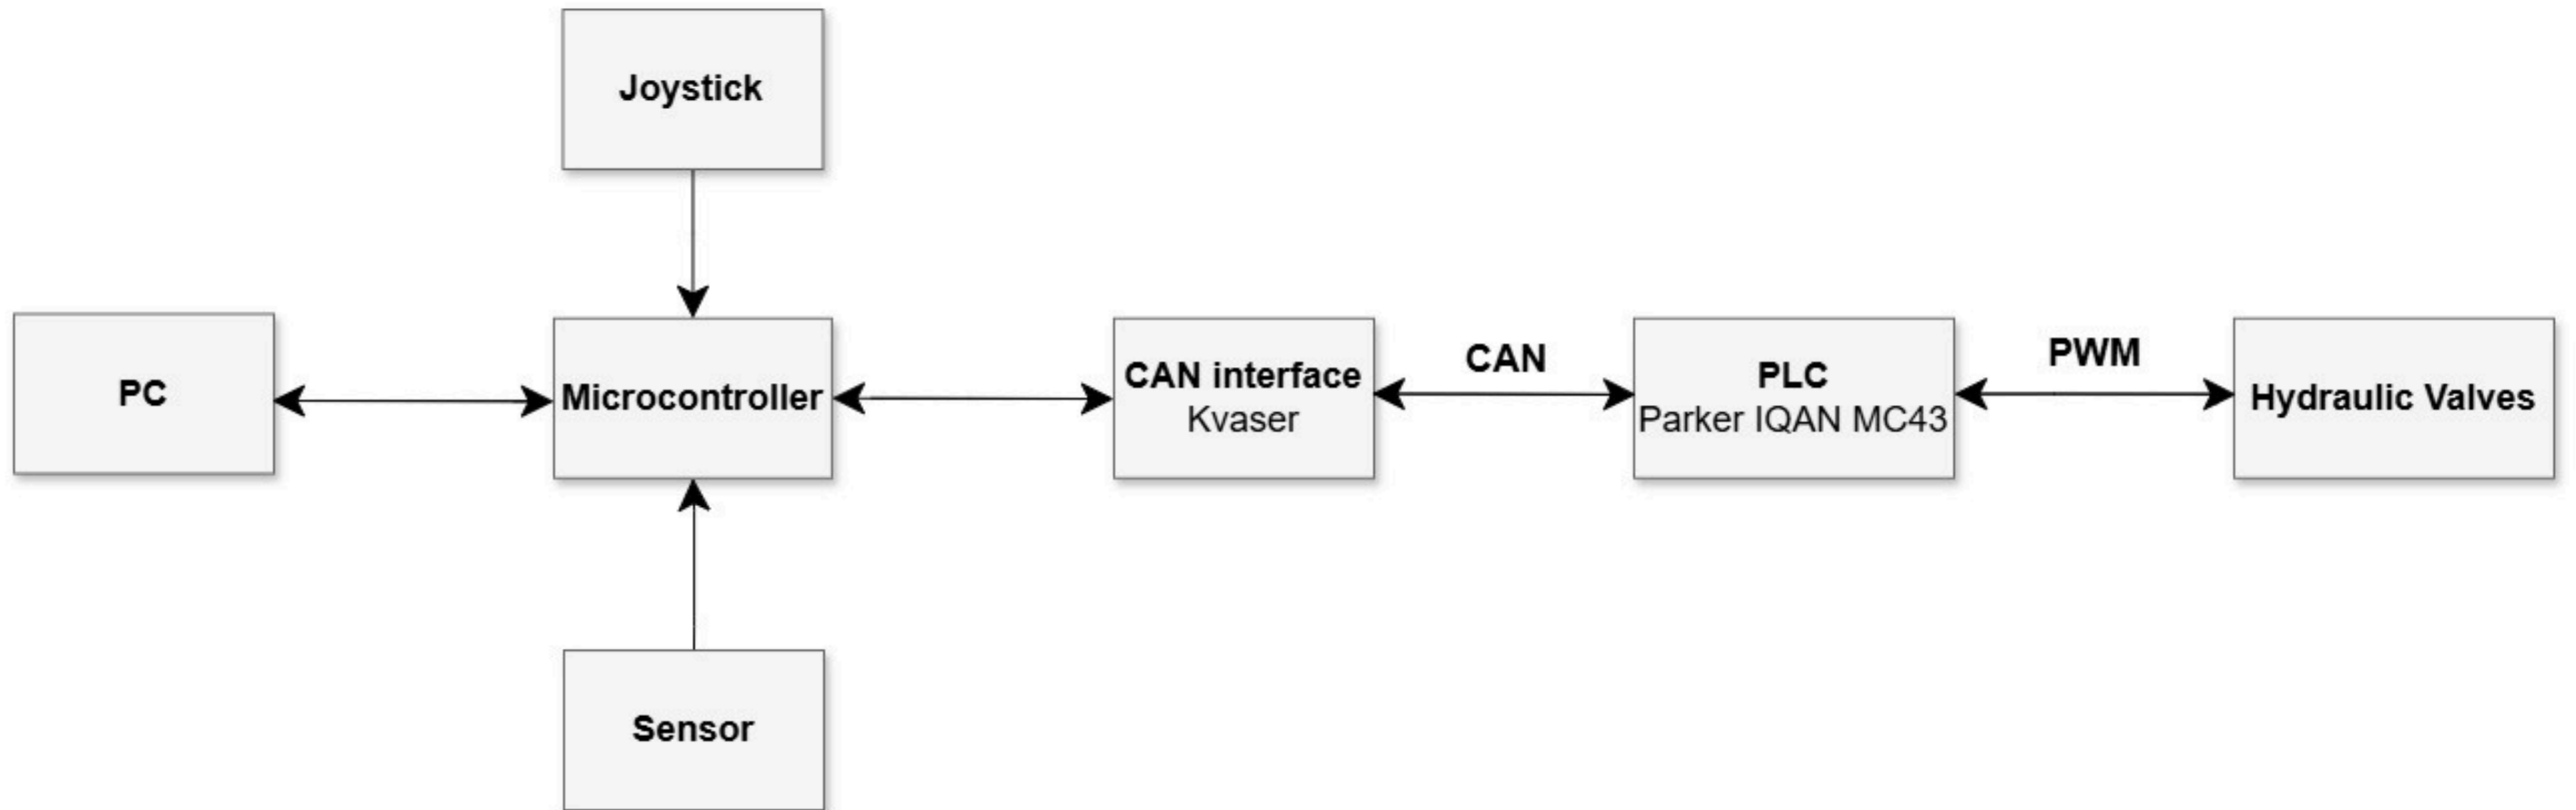 Joystick
PC
Microcontroller
CAN interface
Kvaser
CAN
PLC
Parker IQAN MC43
PWM
Hydraulic Valves
Sensor